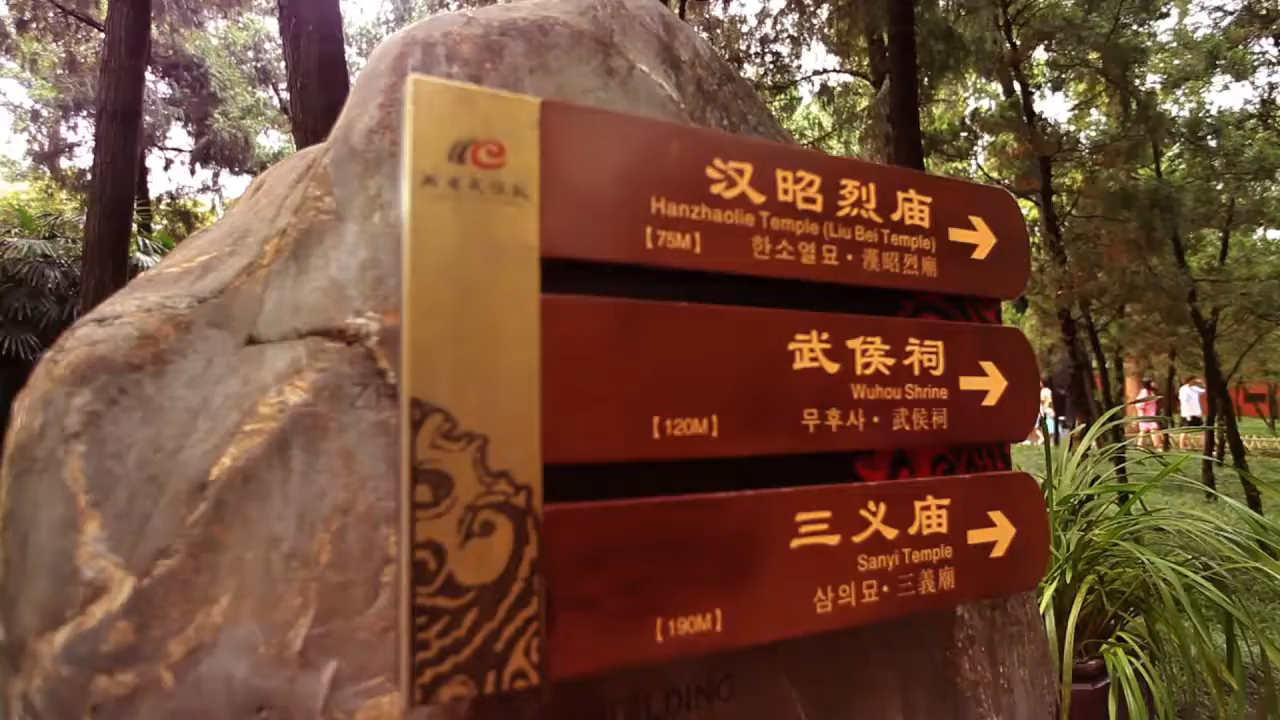 汉昭烈庙
Hanzhaolie Temple (Liu Bei Temple)
【75M】 한소열묘·漢昭烈廟
武侯祠
Wuhou Shrine
【120M】 무후사·武侯祠
三义庙
Sanyi Temple
【190M】 삼의묘·三義廟